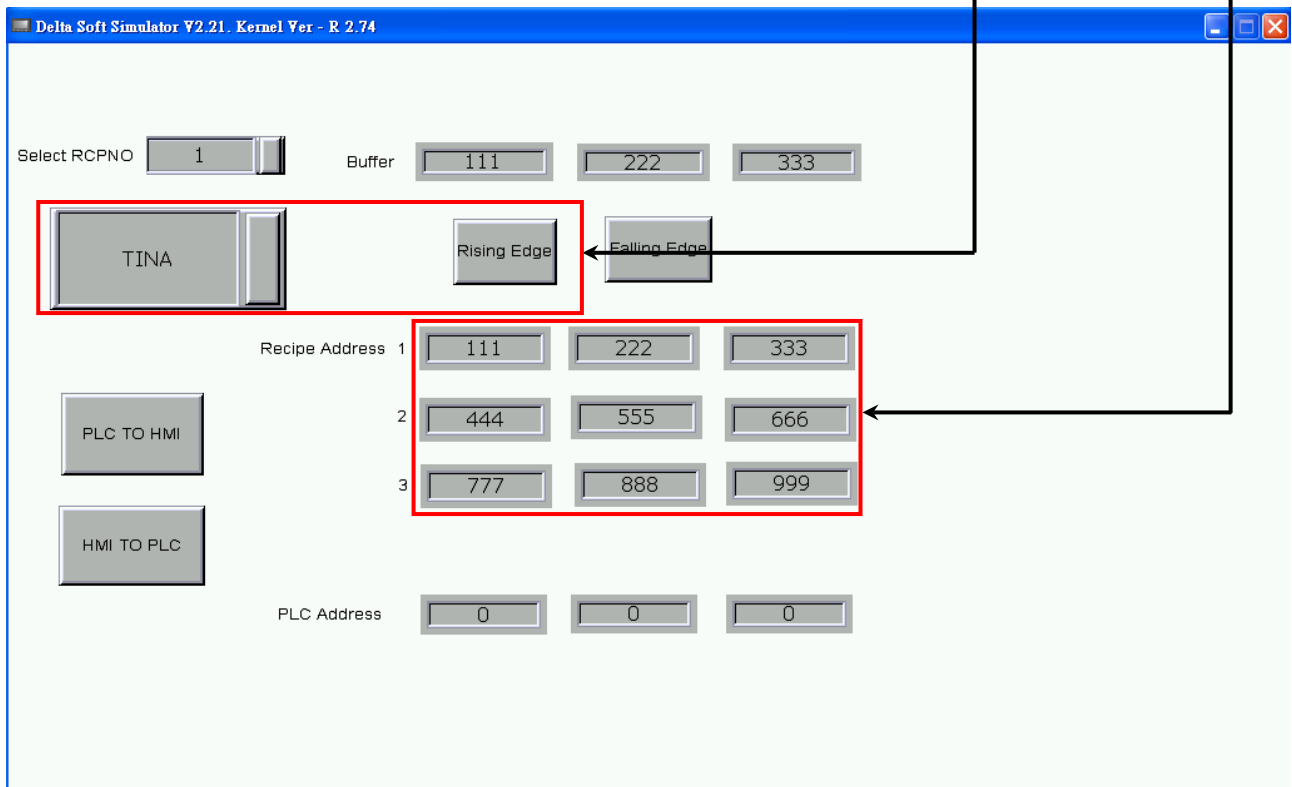 Delta Soft Simulator V2.21. Kernel Ver - R 2.74
Select RCPNO 1 Buffer 111 222 333
TINA Rising Edge Falling Edge
Recipe Address 1 111 222 333
2 444 555 666
PLC TO HMI
3 777 888 999
HMI TO PLC
PLC Address 0 0 0